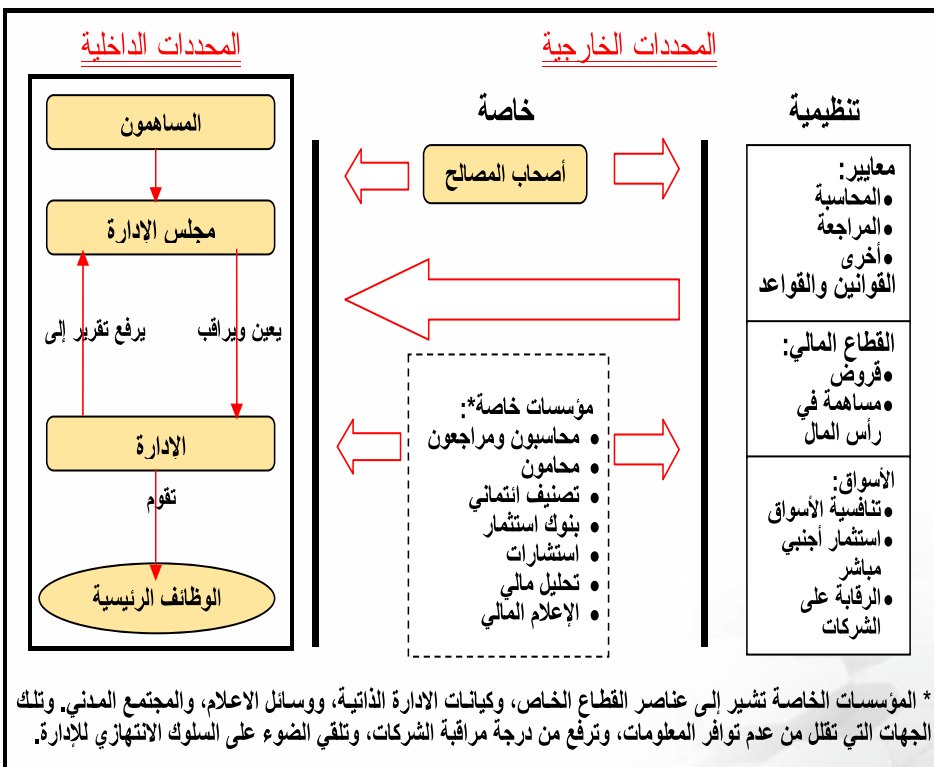 المحددات الخارجية
المحددات الداخلية
تنظيمية
معايير:
•المحاسبة
•المراجعة
•أخرى
القوانين والقواعد
القطاع المالي:
•قروض
•مساهمة في
رأس المال
الأسواق:
•تنافسية الأسواق
•استثمار أجنبي
مباشر
•الرقابة على
الشركات
خاصة
أصحاب المصالح
مؤسسات خاصة*:
• محاسبون ومراجعون
• محامون
• تصنيف ائتماني
• بنوك استثمار
• استشارات
• تحليل مالي
• الإعلام المالي
المساهمون
مجلس الإدارة
يعين ويراقب
يرفع تقرير إلى
الإدارة
تقوم
الوظائف الرئيسية
* المؤسسات الخاصة تشير إلى عناصر القطاع الخاص، وكيانات الادارة الذاتية، ووسائل الاعلام، والمجتمع المدني. وتلك
الجهات التي تقلل من عدم توافر المعلومات، وترفع من درجة مراقبة الشركات، وتلقي الضوء على السلوك الانتهازي للإدارة.